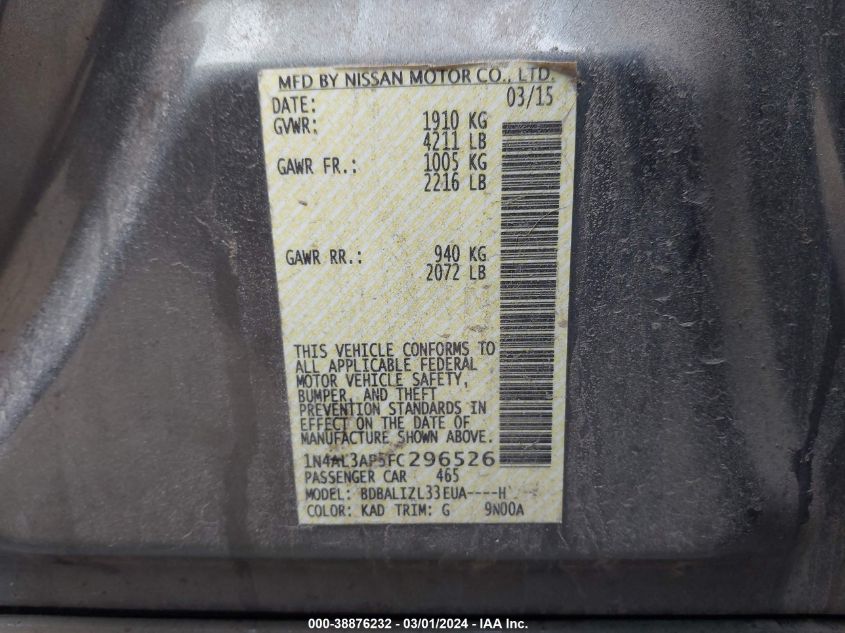 MFD BY NISSAN MOTOR CO., LTD.
DATE: 03/15
GVWR: 1910 KG
4211 LB
GAWR FR.: 1005 KG
2216 LB
GAWR RR.: 940 KG
2072 LB
THIS VEHICLE CONFORMS TO
ALL APPLICABLE FEDERAL
MOTOR VEHICLE SAFETY,
BUMPER, AND THEFT
PREVENTION STANDARDS IN
EFFECT ON THE DATE OF
MANUFACTURE SHOWN ABOVE.
1N4AL3AP5FC296526
PASSENGER CAR 465
MODEL: BDBALIZL33EUA----H
COLOR: KAD TRIM: G 9N00A
000-38876232 - 03/01/2024 - IAA Inc.